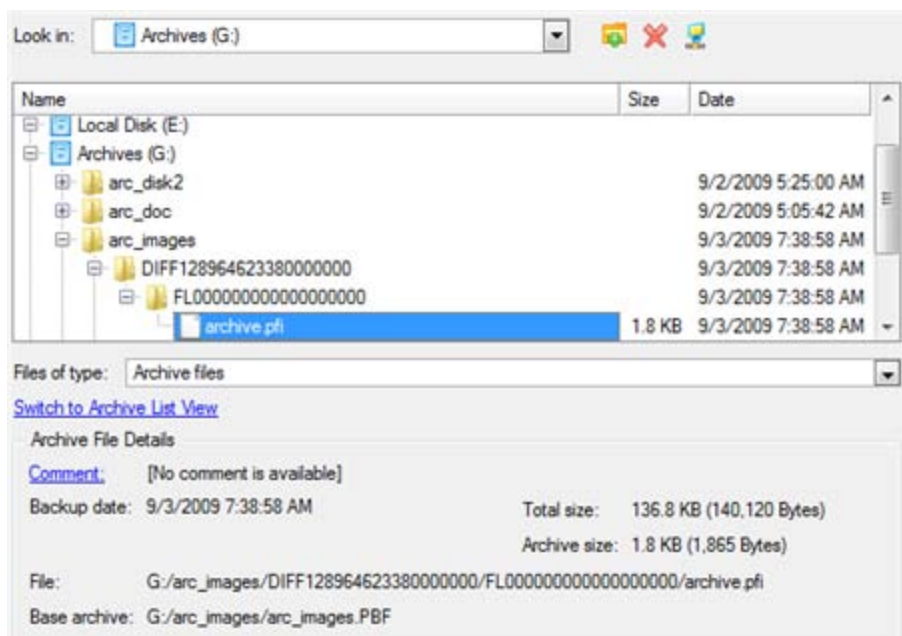 Look in: Archives (G:)
Name Size Date
Local Disk (E:)
Archives (G:)
arc_disk2 9/2/2009 5:25:00 AM
arc_doc 9/2/2009 5:05:42 AM
arc_images 9/3/2009 7:38:58 AM
DIFF128964623380000000 9/3/2009 7:38:58 AM
FL000000000000000000 9/3/2009 7:38:58 AM
archive.pfi 1.8 KB 9/3/2009 7:38:58 AM
Files of type: Archive files
Switch to Archive List View
Archive File Details
Comment: [No comment is available]
Backup date: 9/3/2009 7:38:58 AM Total size: 136.8 KB (140,120 Bytes)
Archive size: 1.8 KB (1,865 Bytes)
File: G:/arc_images/DIFF128964623380000000/FL000000000000000000/archive.pfi
Base archive: G:/arc_images/arc_images.PBF